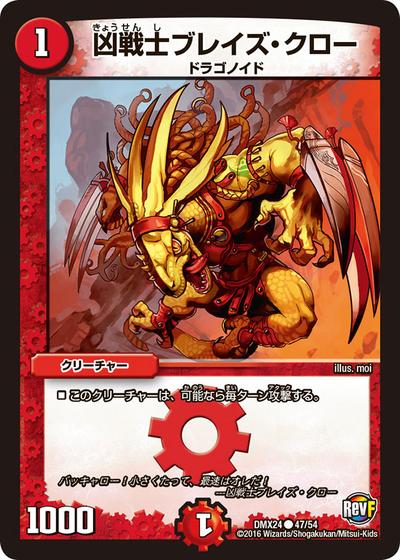 1
きょうせんし
凶戦士ブレイズ・クロー
ドラゴノイド
クリーチャー
illus. moi
■ このクリーチャーは、可能なら毎ターン攻撃する。
かのう まい アタック
バッキャロー！小さくたって、最速はオレだ！
---凶戦士ブレイズ・クロー
1000
1
DMX24 ● 47/54
©2016 Wizards/Shogakukan/Mitsui-Kids
RevF